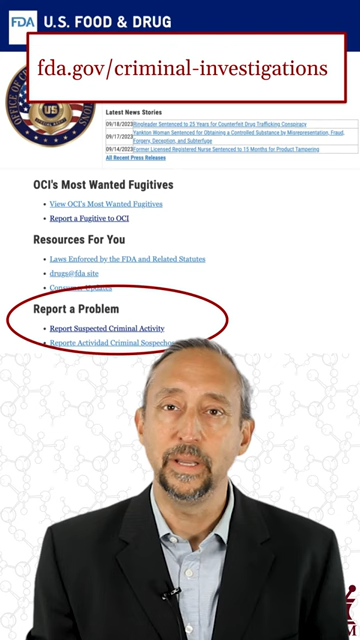 FDA U.S. FOOD & DRUG
fda.gov/criminal-investigations
Latest News Stories
09/18/2023 Ringleader Sentenced to 25 Years for Counterfeit Drug Trafficking Conspiracy
09/17/2023 Yankton Woman Sentenced for Obtaining a Controlled Substance by Misrepresentation, Fraud,
Forgery, Deception, and Subterfuge
09/14/2023 Former Licensed Registered Nurse Sentenced to 15 Months for Product Tampering
All Recent Press Releases
OCI's Most Wanted Fugitives
View OCI's Most Wanted Fugitives
Report a Fugitive to OCI
Resources For You
Laws Enforced by the FDA and Related Statutes
drugs@fda site
Consumer Updates
Report a Problem
Report Suspected Criminal Activity
Reporte Actividad Criminal Sospechos